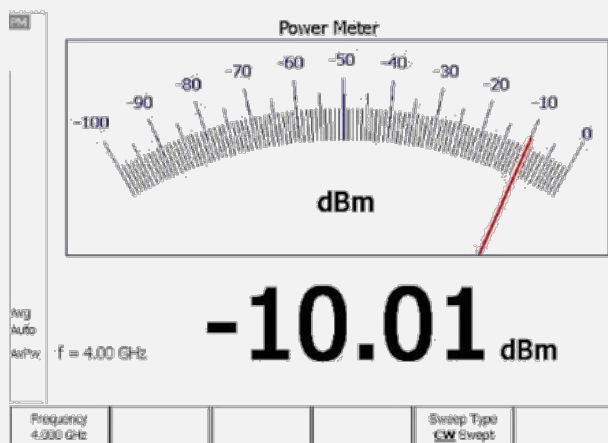 PM
Power Meter
-100
-90
-80
-70
-60
-50
-40
-30
-20
-10
0
dBm
-10.01 dBm
Avg
Auto
AvPw
f = 4.00 GHz
Frequency
4.000 GHz
Sweep Type
CW Swept